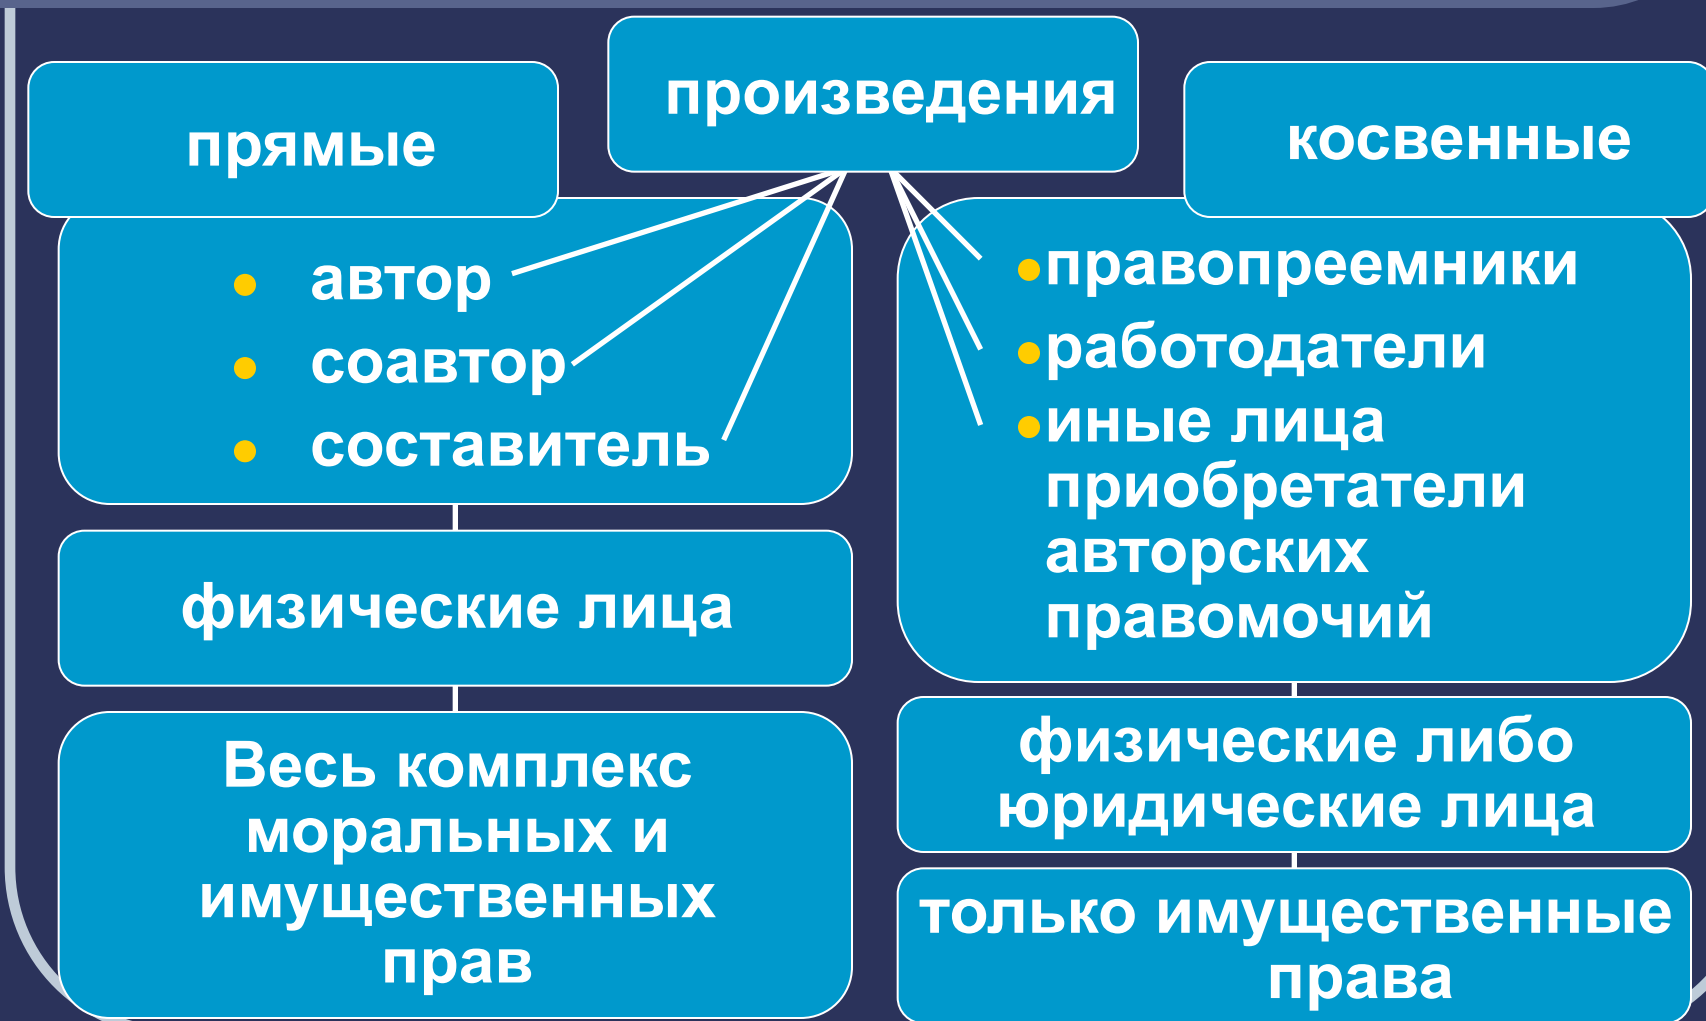 произведения
прямые
косвенные
автор
соавтор
составитель
правопреемники
работодатели
иные лица
приобретатели
авторских
правомочий
физические лица
Весь комплекс
моральных и
имущественных
прав
физические либо
юридические лица
только имущественные
права